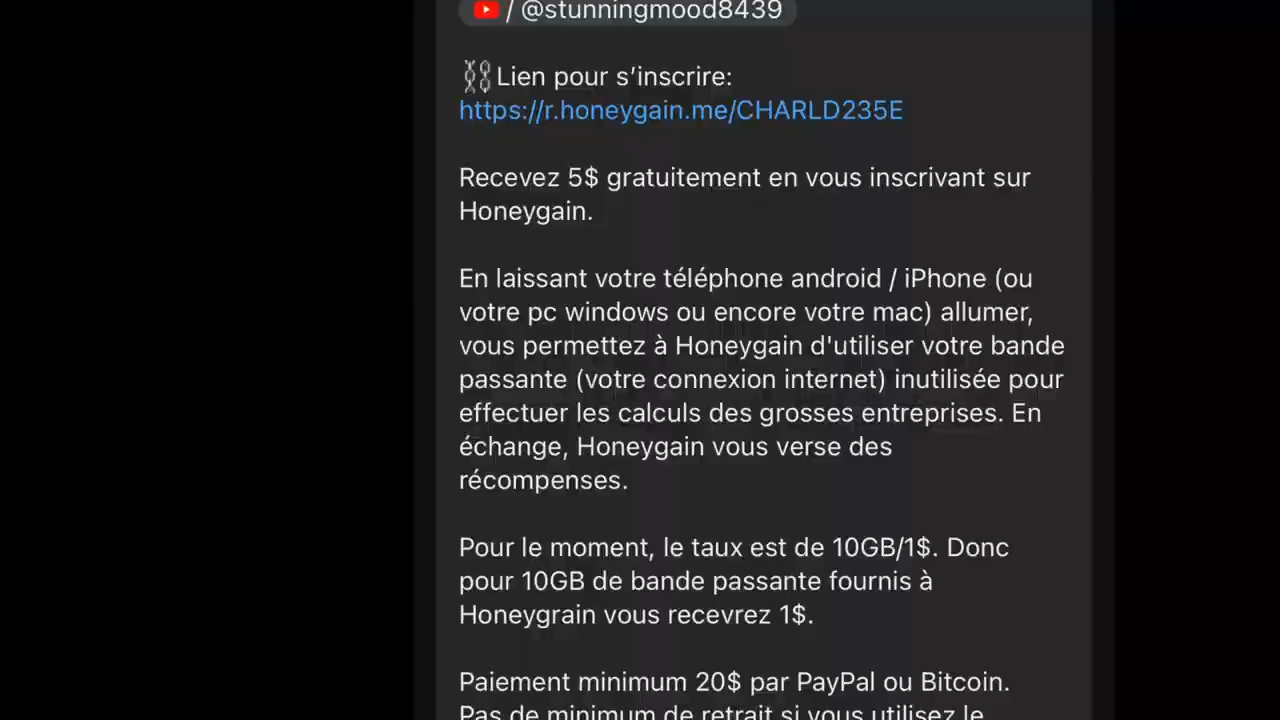 / @stunningmood8439
⛓Lien pour s’inscrire:
https://r.honeygain.me/CHARLD235E
Recevez 5$ gratuitement en vous inscrivant sur
Honeygain.
En laissant votre téléphone android / iPhone (ou
votre pc windows ou encore votre mac) allumer,
vous permettez à Honeygain d'utiliser votre bande
passante (votre connexion internet) inutilisée pour
effectuer les calculs des grosses entreprises. En
échange, Honeygain vous verse des
récompenses.
Pour le moment, le taux est de 10GB/1$. Donc
pour 10GB de bande passante fournis à
Honeygrain vous recevrez 1$.
Paiement minimum 20$ par PayPal ou Bitcoin.
Pas de minimum de retrait si vous utilisez le